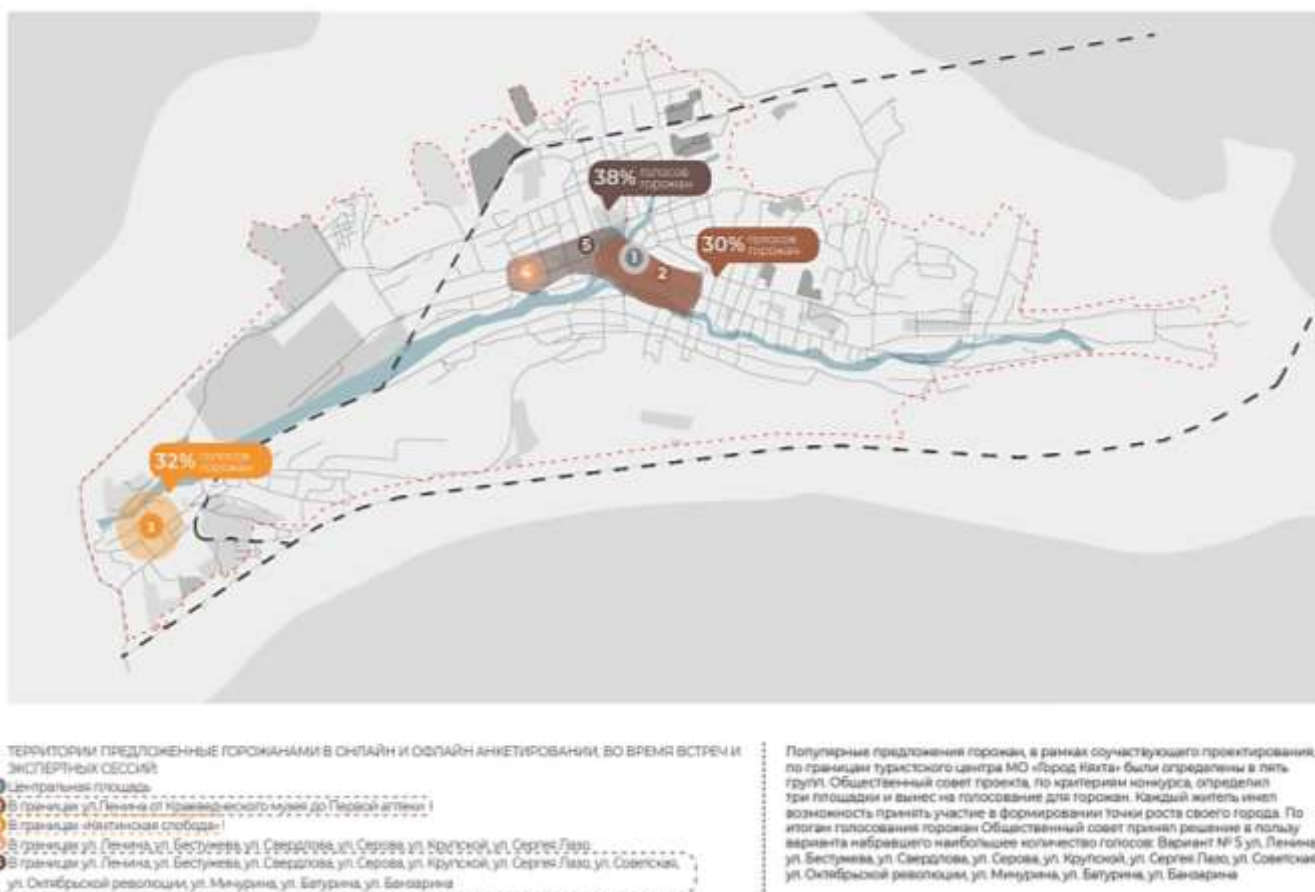 38% голосов
горожан
5
1
30% голосов
горожан
4
2
32% голосов
горожан
3
ТЕРРИТОРИИ ПРЕДЛОЖЕННЫЕ ГОРОЖАНАМИ В ОНЛАЙН И ОФЛАЙН АНКЕТИРОВАНИИ, ВО ВРЕМЯ ВСТРЕЧ И
ЭКСПЕРТНЫХ СЕССИЙ:
Центральная площадь
В границах ул.Ленина от Краеведческого музея до Первой аптеки
В границах «Кяхтинская слобода»
В границах ул. Ленина, ул. Бестужева, ул. Свердлова, ул. Серова, ул. Крупской, ул. Сергея Лазо
В границах ул. Ленина, ул. Бестужева, ул. Свердлова, ул. Серова, ул. Крупской, ул. Сергея Лазо, ул. Советская,
ул. Октябрьской революции, ул. Мичурина, ул. Батурина, ул. Банзарина
Популярные предложения горожан, в рамках соучаствующего проектирования,
по границам туристского центра МО «Город Кяхта» были определены в пять
групп. Общественный совет проекта, по критериям конкурса, определил
три площадки и вынес на голосование для горожан. Каждый житель имел
возможность принять участие в формировании точки роста своего города. По
итогам голосования горожан Общественный совет принял решение в пользу
варианта набравшего наибольшее количество голосов: Вариант № 5 ул. Ленина,
ул. Бестужева, ул. Свердлова, ул. Серова, ул. Крупской, ул. Сергея Лазо, ул. Советская,
ул. Октябрьской революции, ул. Мичурина, ул. Батурина, ул. Банзарина